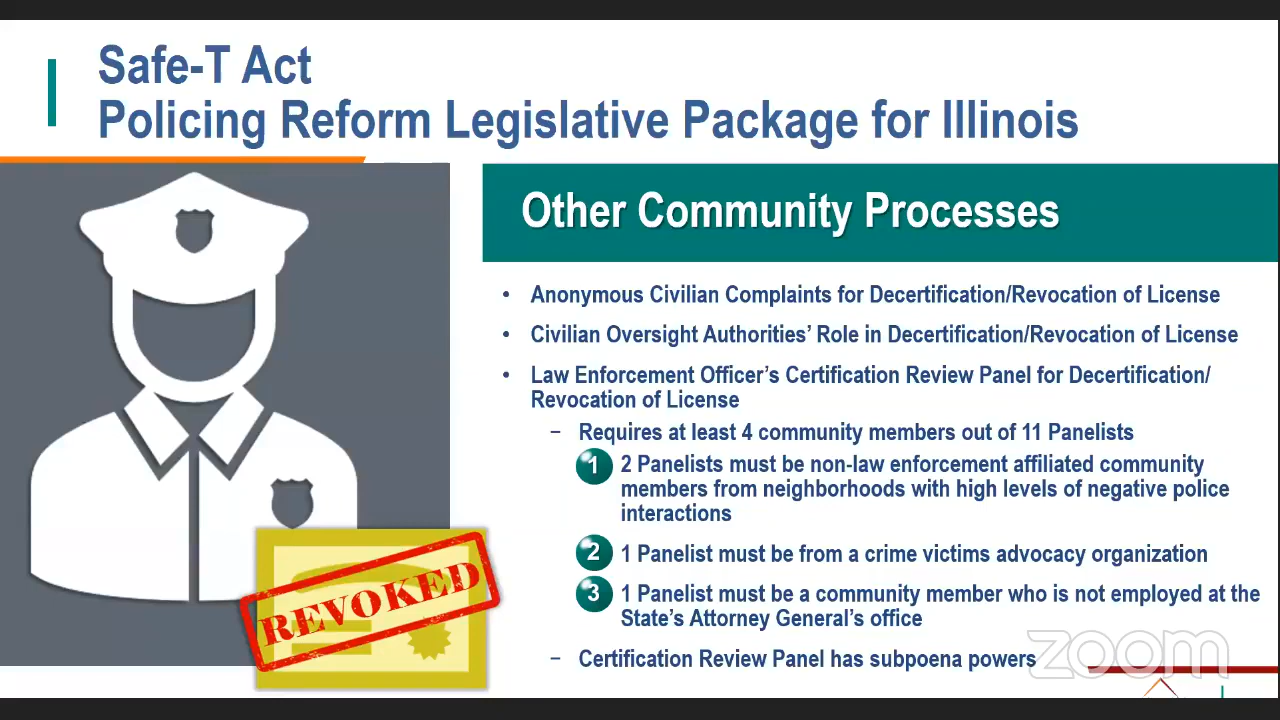 Safe-T Act
Policing Reform Legislative Package for Illinois
Other Community Processes
• Anonymous Civilian Complaints for Decertification/Revocation of License
• Civilian Oversight Authorities’ Role in Decertification/Revocation of License
• Law Enforcement Officer’s Certification Review Panel for Decertification/
Revocation of License
– Requires at least 4 community members out of 11 Panelists
1 2 Panelists must be non-law enforcement affiliated community
members from neighborhoods with high levels of negative police
interactions
2 1 Panelist must be from a crime victims advocacy organization
3 1 Panelist must be a community member who is not employed at the
State’s Attorney General’s office
– Certification Review Panel has subpoena powers
REVOKED
zoom